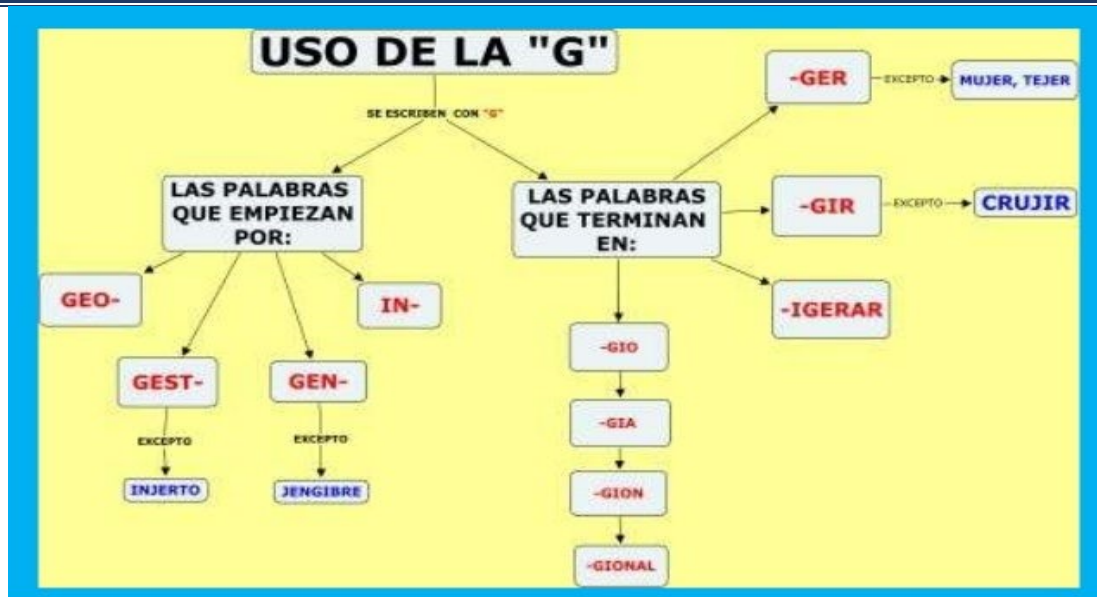 USO DE LA "G"
SE ESCRIBEN CON "G"
LAS PALABRAS
QUE EMPIEZAN
POR:
GEO-
GEST-
EXCEPTO
INJERTO
GEN-
EXCEPTO
JENGIBRE
IN-
LAS PALABRAS
QUE TERMINAN
EN:
-GER
EXCEPTO
MUJER, TEJER
-GIR
EXCEPTO
CRUJIR
-IGERAR
-GIO
-GIA
-GION
-GIONAL